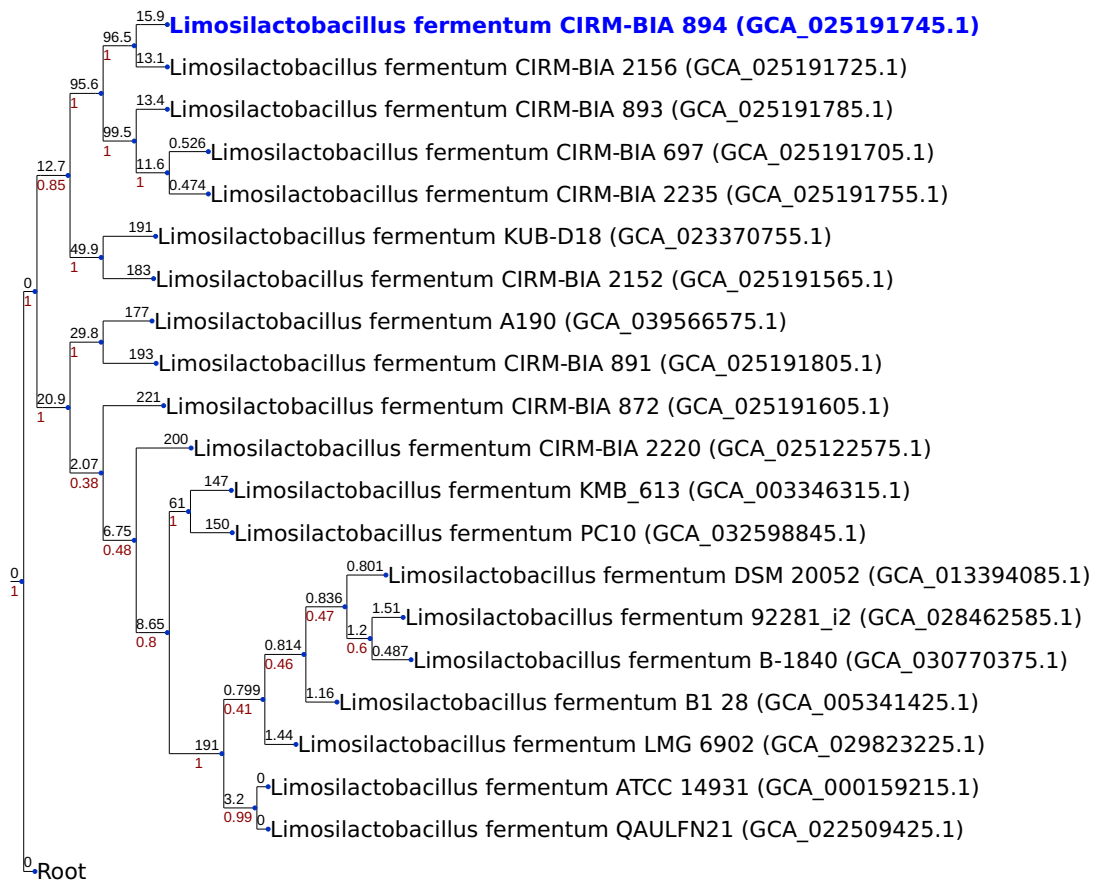 15.9
Limosilactobacillus fermentum CIRM-BIA 894 (GCA_025191745.1)
96.5
1
13.1
Limosilactobacillus fermentum CIRM-BIA 2156 (GCA_025191725.1)
95.6
1
13.4
Limosilactobacillus fermentum CIRM-BIA 893 (GCA_025191785.1)
99.5
1
0.526
Limosilactobacillus fermentum CIRM-BIA 697 (GCA_025191705.1)
11.6
1
0.474
Limosilactobacillus fermentum CIRM-BIA 2235 (GCA_025191755.1)
12.7
0.85
191
Limosilactobacillus fermentum KUB-D18 (GCA_023370755.1)
49.9
1
183
Limosilactobacillus fermentum CIRM-BIA 2152 (GCA_025191565.1)
0
1
177
Limosilactobacillus fermentum A190 (GCA_039566575.1)
29.8
1
193
Limosilactobacillus fermentum CIRM-BIA 891 (GCA_025191805.1)
20.9
1
221
Limosilactobacillus fermentum CIRM-BIA 872 (GCA_025191605.1)
2.07
0.38
200
Limosilactobacillus fermentum CIRM-BIA 2220 (GCA_025122575.1)
6.75
0.48
147
Limosilactobacillus fermentum KMB_613 (GCA_003346315.1)
61
1
150
Limosilactobacillus fermentum PC10 (GCA_032598845.1)
0
1
8.65
0.8
0.801
Limosilactobacillus fermentum DSM 20052 (GCA_013394085.1)
0.836
0.47
1.51
Limosilactobacillus fermentum 92281_i2 (GCA_028462585.1)
1.2
0.6
0.487
Limosilactobacillus fermentum B-1840 (GCA_030770375.1)
0.814
0.46
1.16
Limosilactobacillus fermentum B1 28 (GCA_005341425.1)
0.799
0.41
1.44
Limosilactobacillus fermentum LMG 6902 (GCA_029823225.1)
191
1
0
Limosilactobacillus fermentum ATCC 14931 (GCA_000159215.1)
3.2
0.99
0
Limosilactobacillus fermentum QAULFN21 (GCA_022509425.1)
0
Root